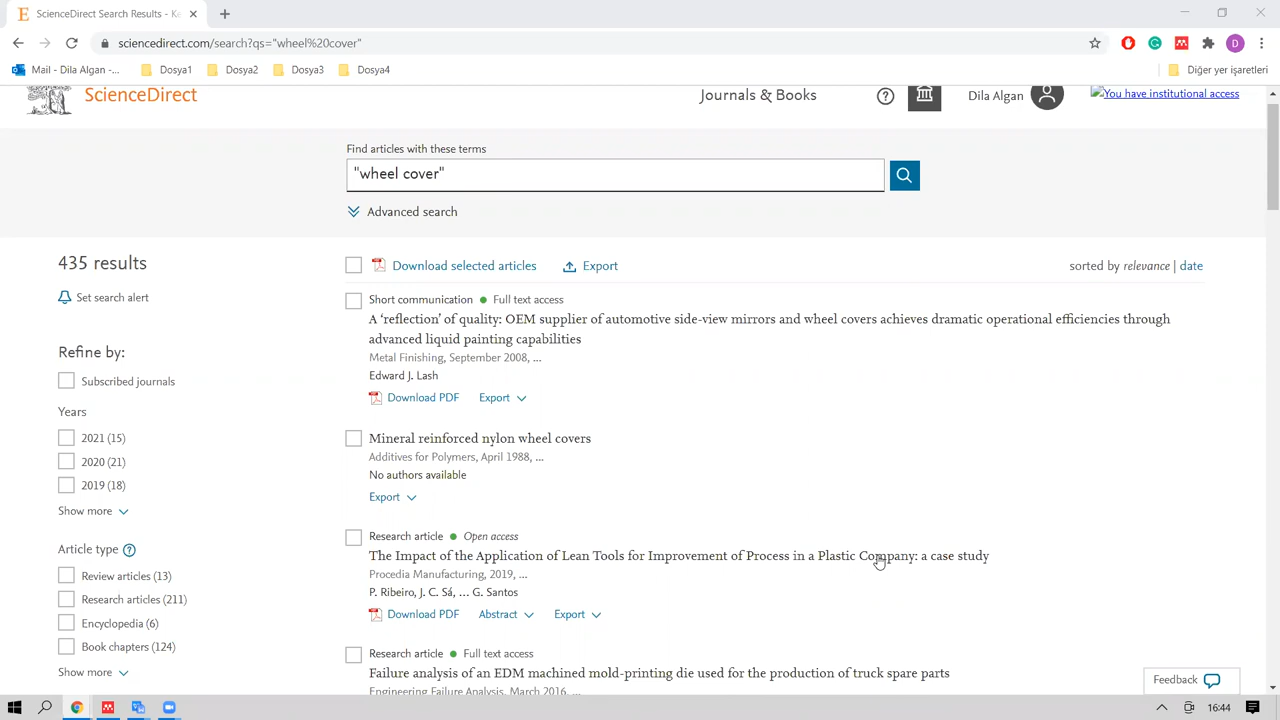 ScienceDirect Search Results - Ke
sciencedirect.com/search?qs="wheel%20cover"
Mail - Dila Algan -... Dosya1 Dosya2 Dosya3 Dosya4 Diğer yer işaretleri
ScienceDirect Journals & Books ? Dila Algan You have institutional access
Find articles with these terms
"wheel cover"
Advanced search
435 results
Set search alert
Refine by:
Subscribed journals
Years
2021 (15)
2020 (21)
2019 (18)
Show more
Article type ?
Review articles (13)
Research articles (211)
Encyclopedia (6)
Book chapters (124)
Show more
Download selected articles Export sorted by relevance | date
Short communication Full text access
A ‘reflection’ of quality: OEM supplier of automotive side-view mirrors and wheel covers achieves dramatic operational efficiencies through
advanced liquid painting capabilities
Metal Finishing, September 2008, ...
Edward J. Lash
Download PDF Export
Mineral reinforced nylon wheel covers
Additives for Polymers, April 1988, ...
No authors available
Export
Research article Open access
The Impact of the Application of Lean Tools for Improvement of Process in a Plastic Company: a case study
Procedia Manufacturing, 2019, ...
P. Ribeiro, J. C. Sá, ... G. Santos
Download PDF Abstract Export
Research article Full text access
Failure analysis of an EDM machined mold-printing die used for the production of truck spare parts
Engineering Failure Analysis, March 2016, ...
Feedback
16:44